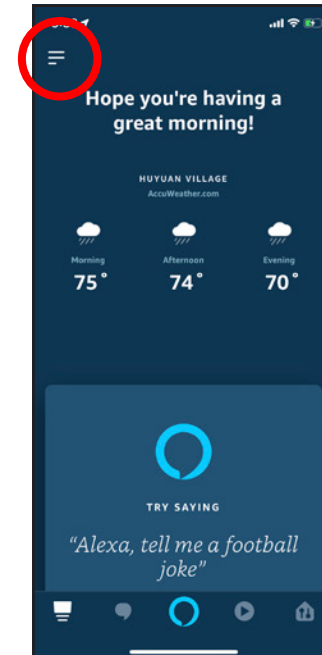 Hope you're having a
great morning!
HUYUAN VILLAGE
AccuWeather.com
Morning Afternoon Evening
75° 74° 70°
TRY SAYING
"Alexa, tell me a football
joke"